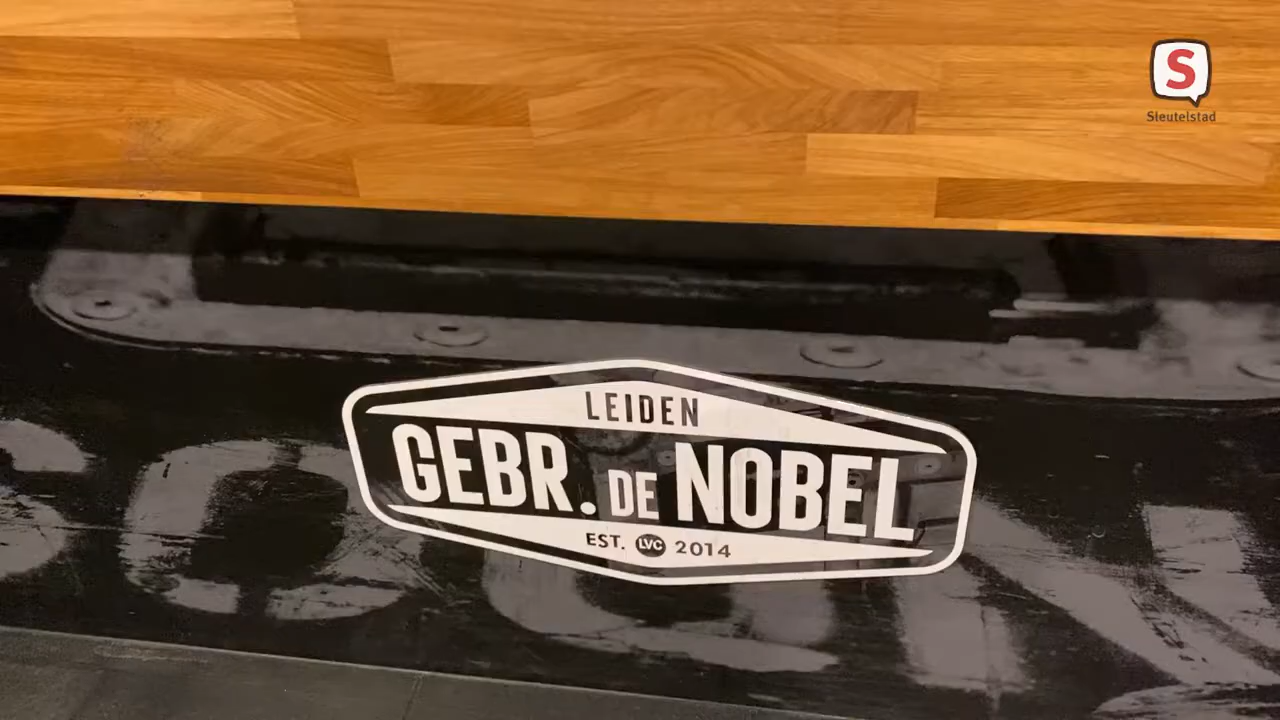 S
Sleutelstad
LEIDEN
GEBR. DE NOBEL
EST. LVC 2014